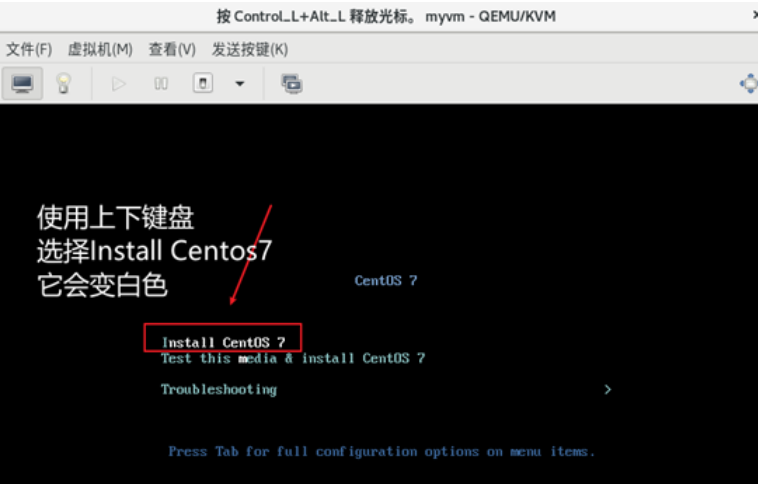 按 Control_L+Alt_L 释放光标。 myvm - QEMU/KVM
文件(F) 虚拟机(M) 查看(V) 发送按键(K)
使用上下键盘
选择Install Centos7
它会变白色
CentOS 7
Install CentOS 7
Test this media & install CentOS 7
Troubleshooting >
Press Tab for full configuration options on menu items.